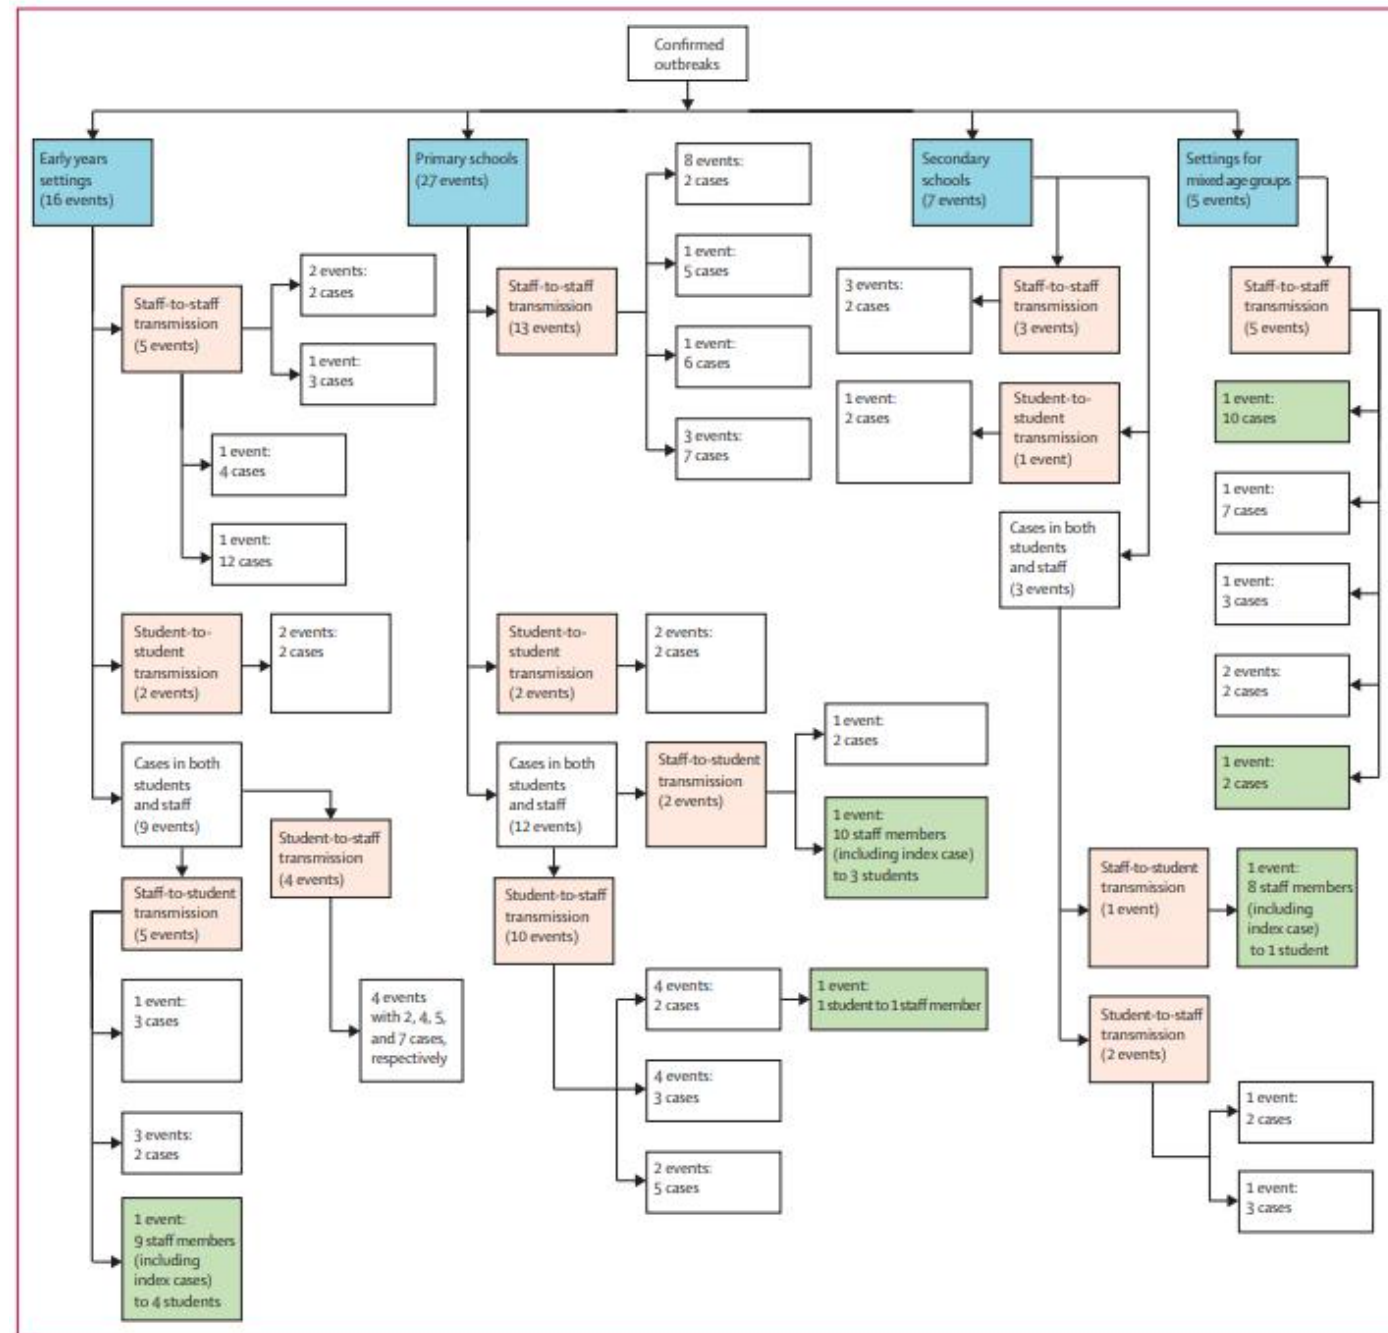 Confirmed
outbreaks
Early years
settings
(16 events)
Primary schools
(27 events)
Secondary
schools
(7 events)
Settings for
mixed age groups
(5 events)
Staff-to-staff
transmission
(5 events)
2 events:
2 cases
1 event:
3 cases
1 event:
4 cases
1 event:
12 cases
Student-to-
student
transmission
(2 events)
2 events:
2 cases
Cases in both
students
and staff
(9 events)
Student-to-staff
transmission
(4 events)
4 events
with 2, 4, 5,
and 7 cases,
respectively
Staff-to-student
transmission
(5 events)
1 event:
3 cases
3 events:
2 cases
1 event:
9 staff members
(including
index cases)
to 4 students
Staff-to-staff
transmission
(13 events)
8 events:
2 cases
1 event:
5 cases
1 event:
6 cases
3 events:
7 cases
Student-to-
student
transmission
(2 events)
2 events:
2 cases
Cases in both
students
and staff
(12 events)
Staff-to-student
transmission
(2 events)
1 event:
2 cases
1 event:
10 staff members
(including index case)
to 3 students
Student-to-staff
transmission
(10 events)
4 events:
2 cases
1 event:
1 student to 1 staff member
4 events:
3 cases
2 events:
5 cases
Staff-to-staff
transmission
(3 events)
3 events:
2 cases
Student-to-
student
transmission
(1 event)
1 event:
2 cases
Cases in both
students
and staff
(3 events)
Staff-to-student
transmission
(1 event)
1 event:
8 staff members
(including
index case)
to 1 student
Student-to-staff
transmission
(2 events)
1 event:
2 cases
1 event:
3 cases
Staff-to-staff
transmission
(5 events)
1 event:
10 cases
1 event:
7 cases
1 event:
3 cases
2 events:
2 cases
1 event:
2 cases